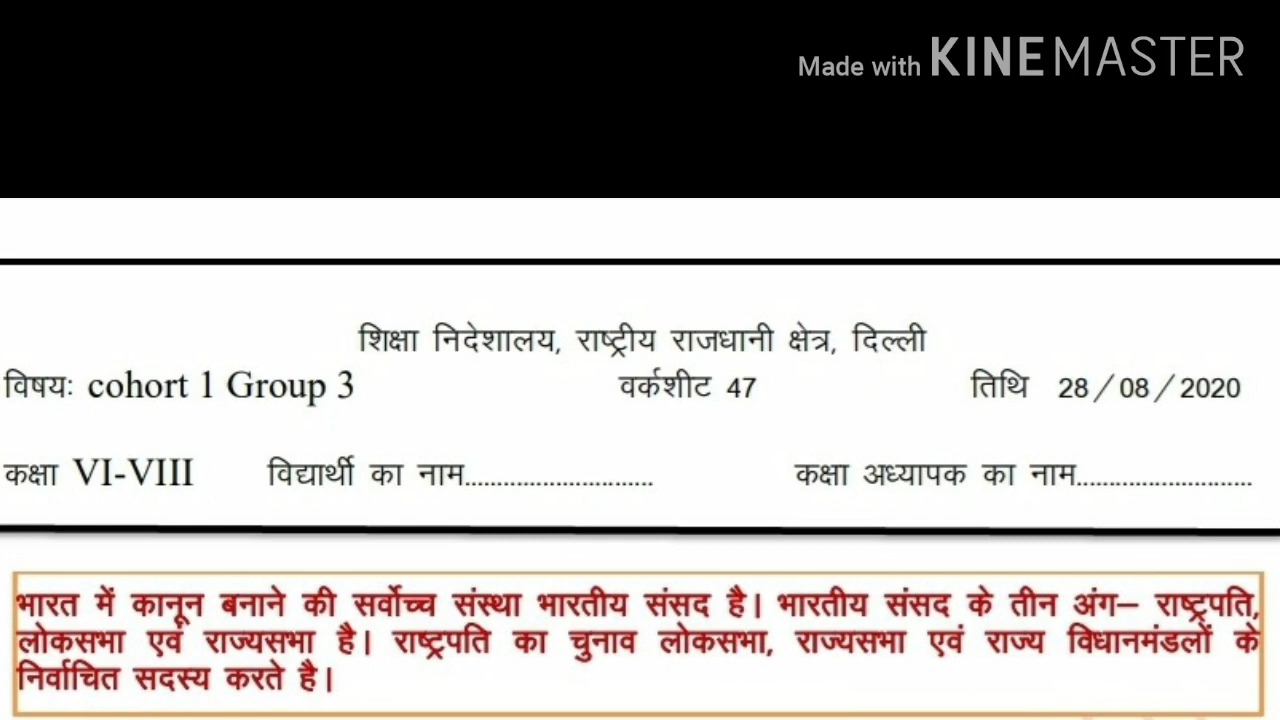 Made with KINEMASTER
शिक्षा निदेशालय, राष्ट्रीय राजधानी क्षेत्र, दिल्ली
विषयः cohort 1 Group 3 वर्कशीट 47 तिथि 28/08/2020
कक्षा VI-VIII विद्यार्थी का नाम............................. कक्षा अध्यापक का नाम...........................
भारत में कानून बनाने की सर्वोच्च संस्था भारतीय संसद है। भारतीय संसद के तीन अंग– राष्ट्रपति,
लोकसभा एवं राज्यसभा है। राष्ट्रपति का चुनाव लोकसभा, राज्यसभा एवं राज्य विधानमंडलों के
निर्वाचित सदस्य करते है।